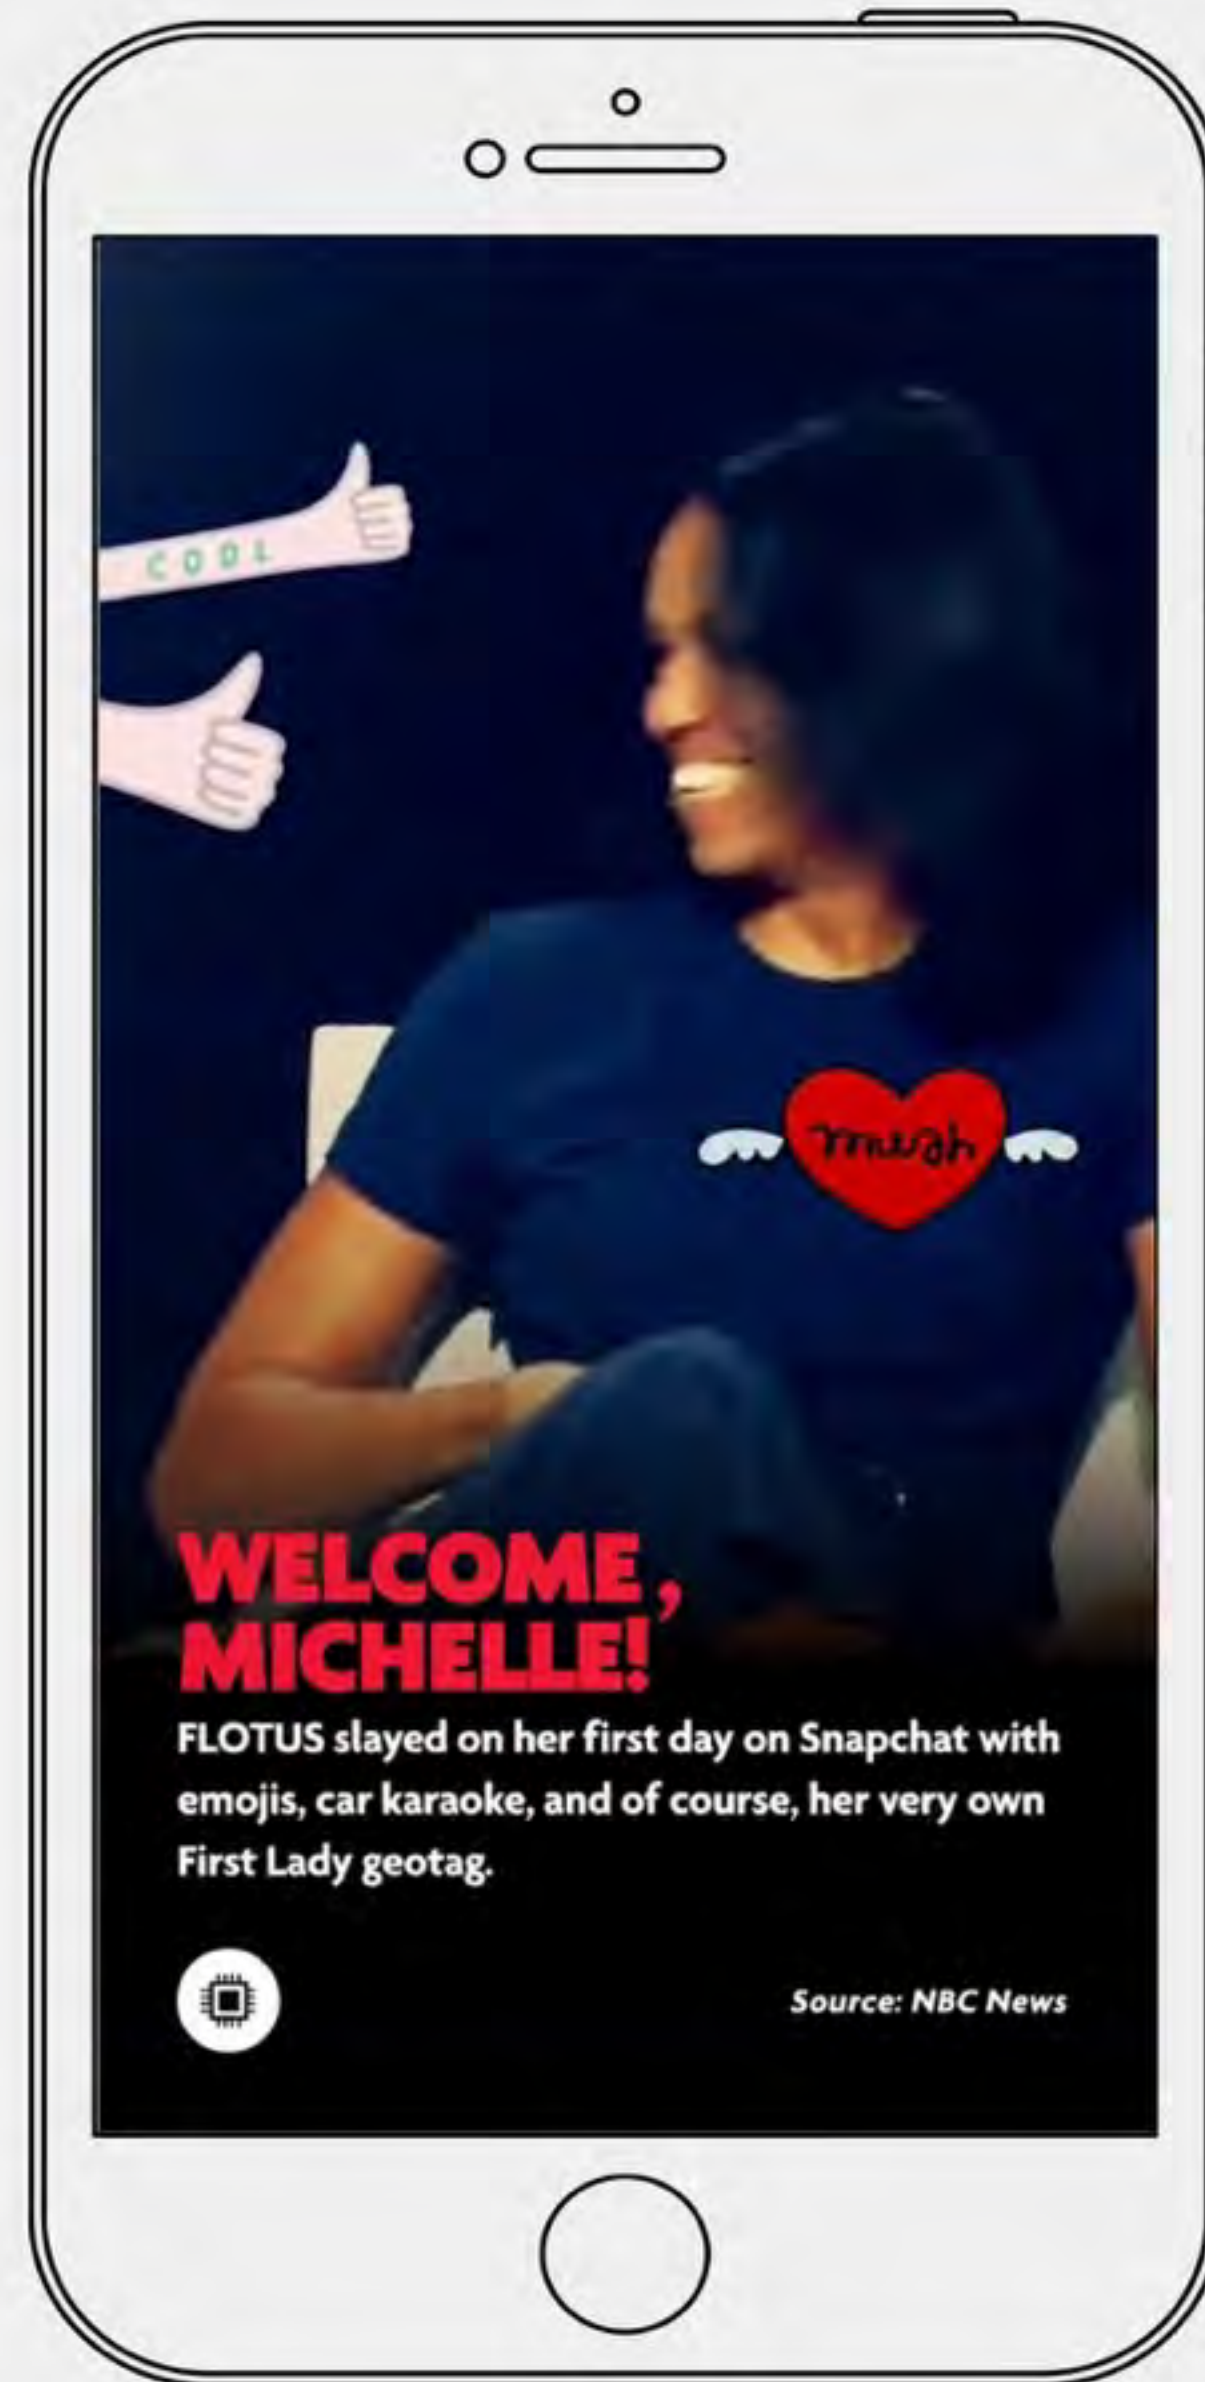 COOL
muah
WELCOME,
MICHELLE!
FLOTUS slayed on her first day on Snapchat with
emojis, car karaoke, and of course, her very own
First Lady geotag.
Source: NBC News